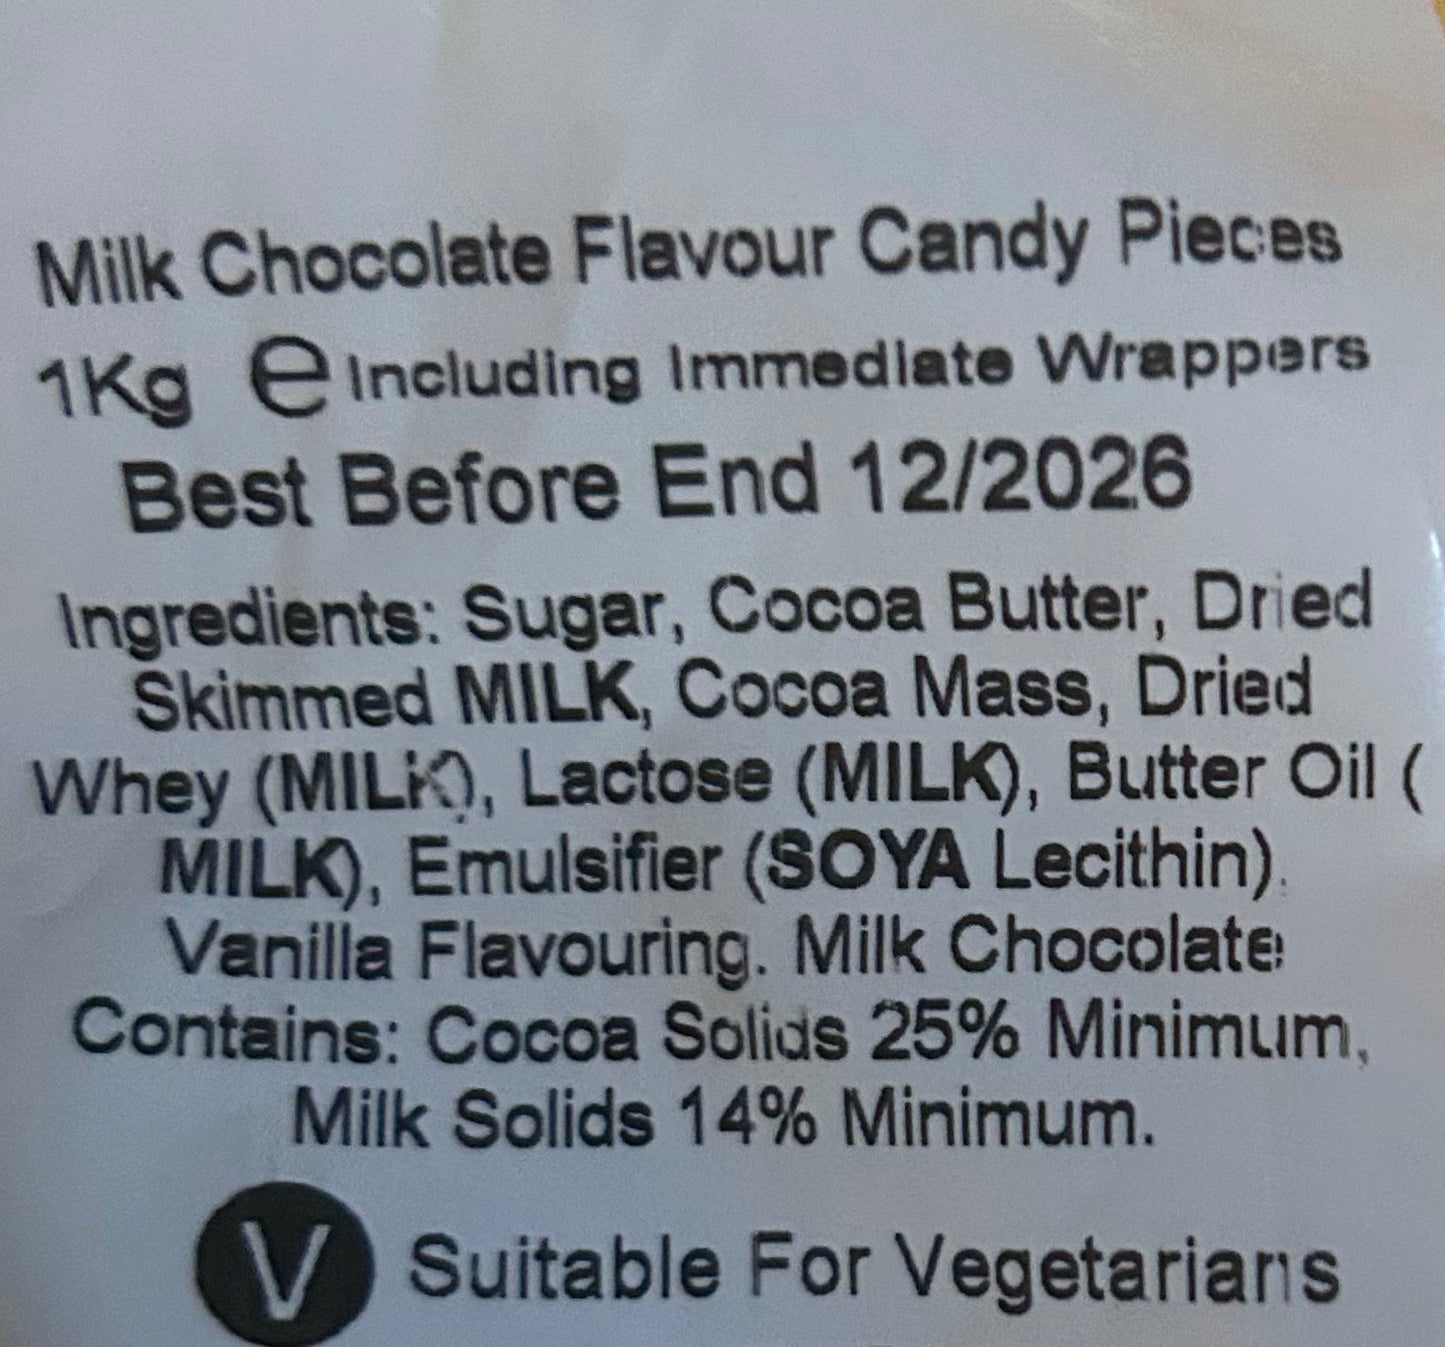 Milk Chocolate Flavour Candy Pieces
1Kg e Including Immediate Wrappers
Best Before End 12/2026
Ingredients: Sugar, Cocoa Butter, Dried
Skimmed MILK, Cocoa Mass, Dried
Whey (MILK), Lactose (MILK), Butter Oil (
MILK), Emulsifier (SOYA Lecithin),
Vanilla Flavouring. Milk Chocolate
Contains: Cocoa Solids 25% Minimum,
Milk Solids 14% Minimum.
V Suitable For Vegetarians